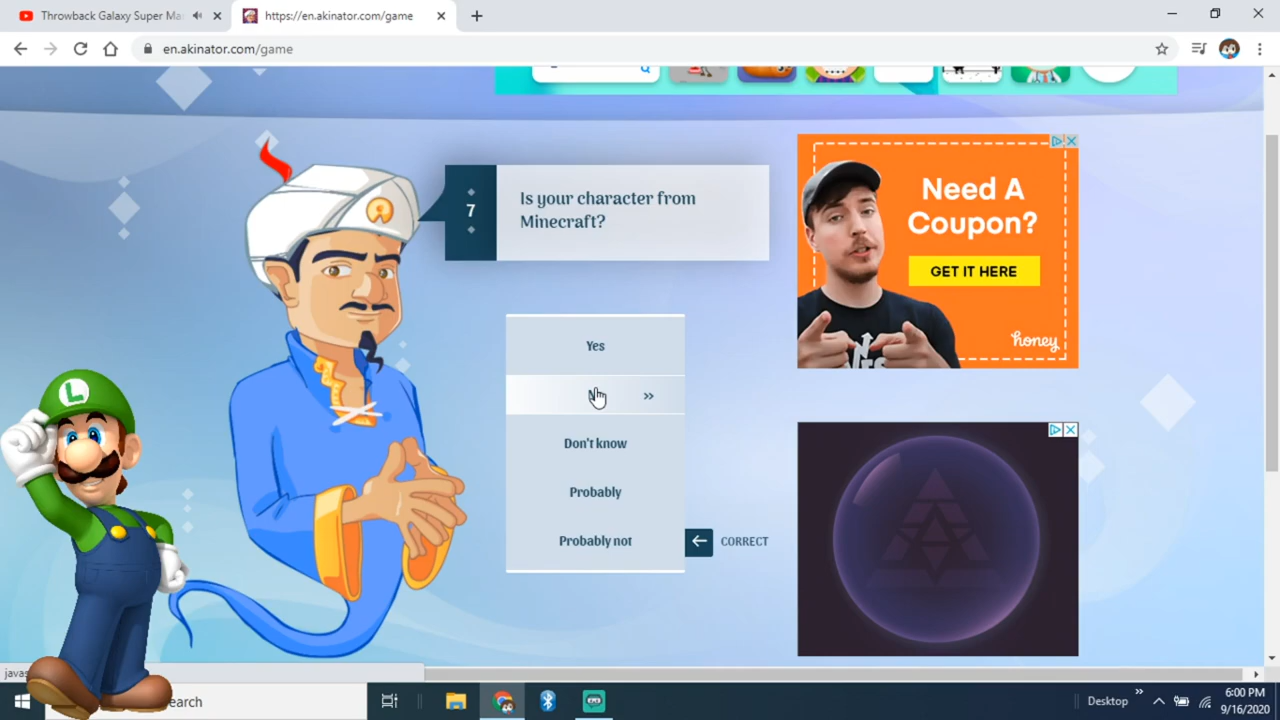 Throwback Galaxy Super Ma
https://en.akinator.com/game
en.akinator.com/game
7
Is your character from
Minecraft?
Yes
Don't know
Probably
Probably not
CORRECT
Need A
Coupon?
GET IT HERE
honey
L
javas
earch
Desktop
6:00 PM
9/16/2020